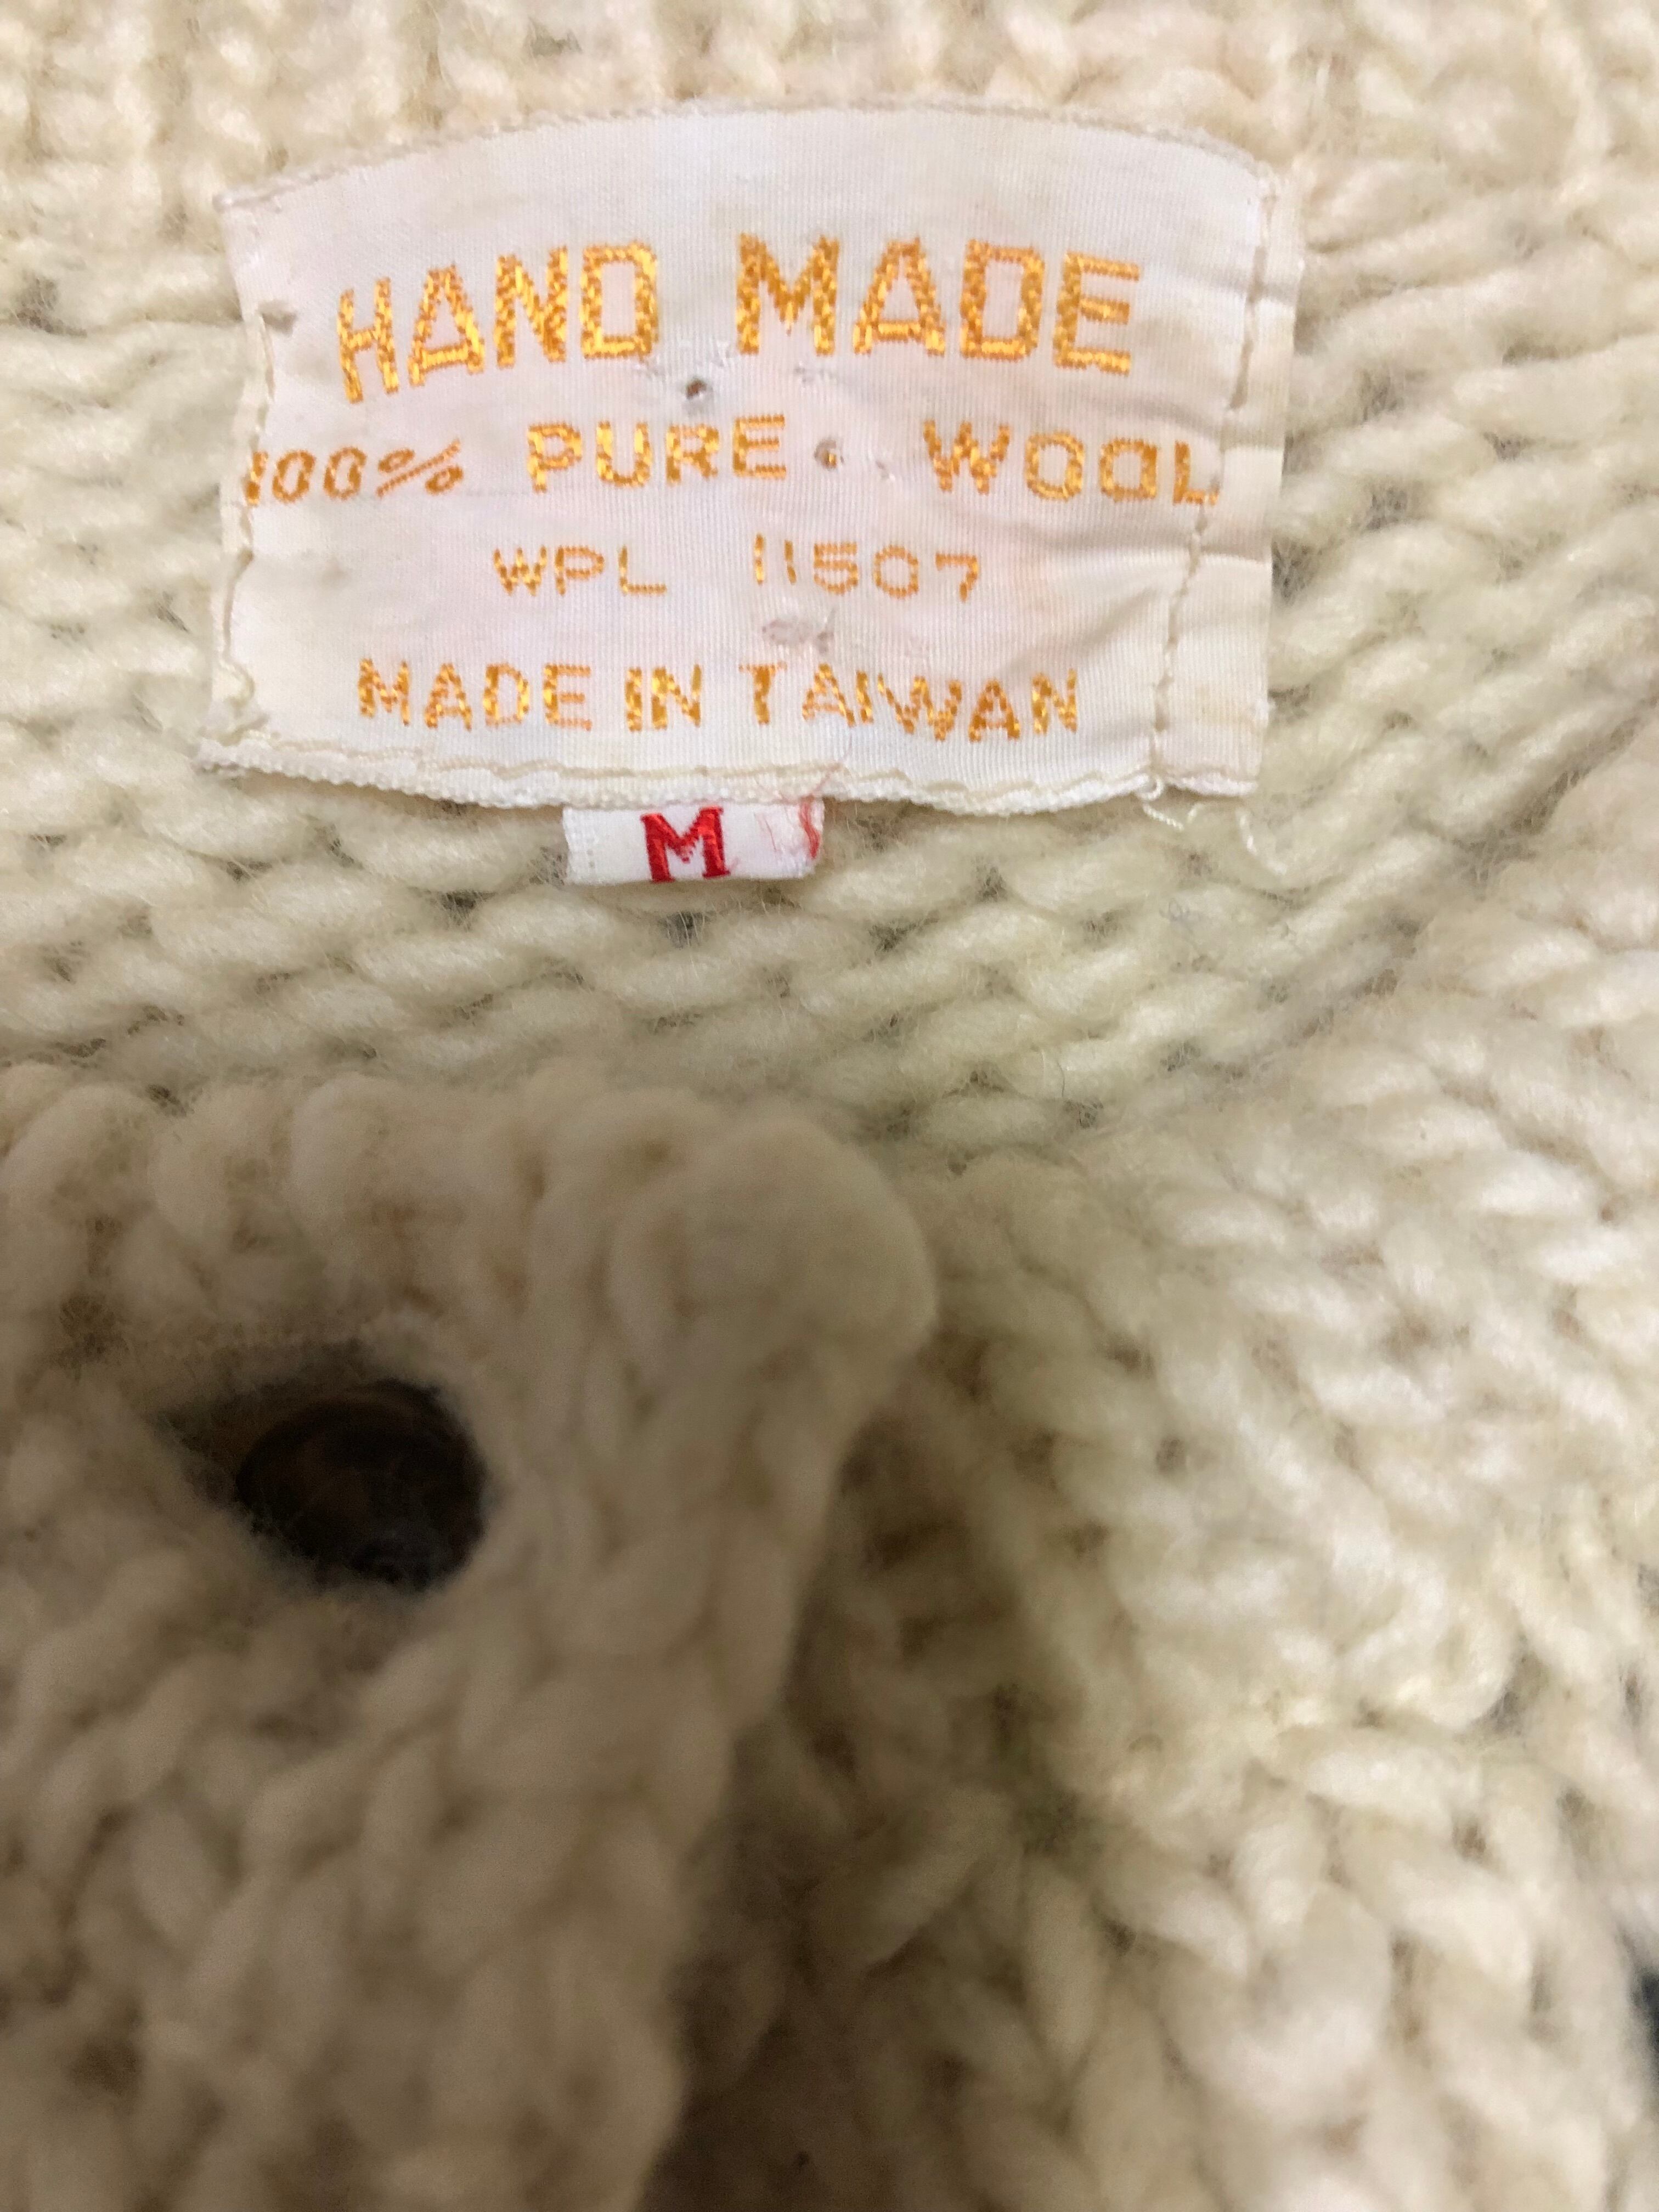 HAND MADE
100% PURE WOOL
WPL 11507
MADE IN TAIWAN
M